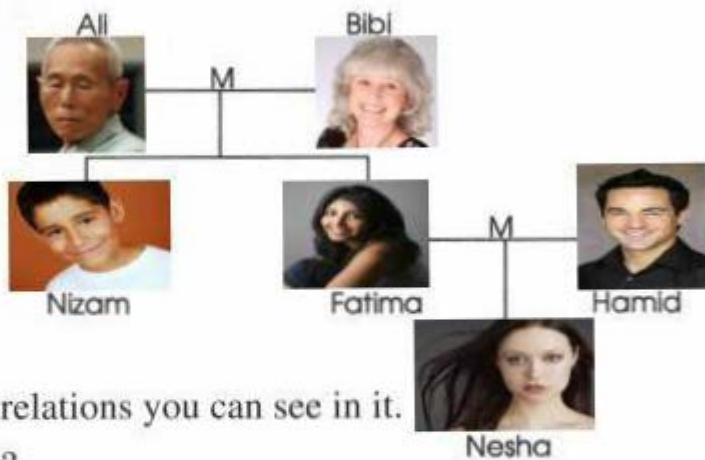 Ali Bibi
M
M
Nizam Fatima Hamid
relations you can see in it.
Nesha